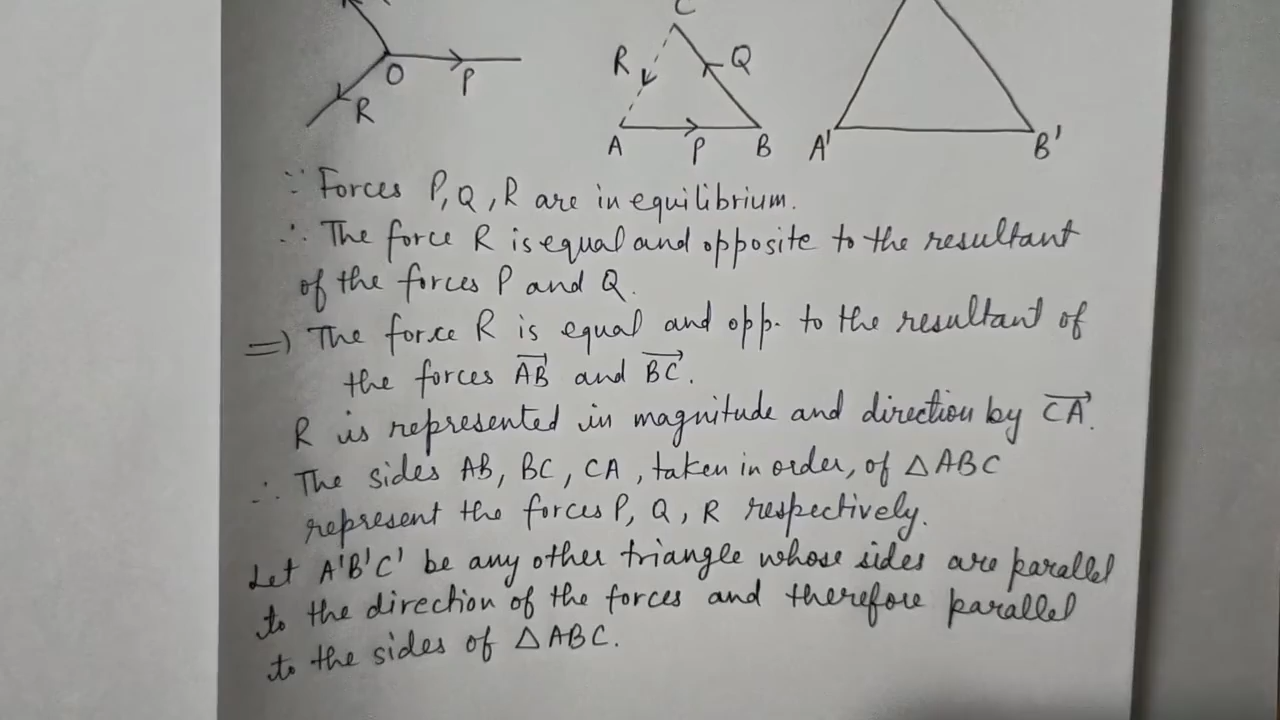 C
R
Q
O
P
R
A
P
B
A'
B'
∵ Forces P, Q, R are in equilibrium.
∴ The force R is equal and opposite to the resultant
of the forces P and Q.
=) The force R is equal and opp. to the resultant of
the forces \overrightarrow{AB} and \overrightarrow{BC}.
R is represented in magnitude and direction by \overrightarrow{CA}.
∴ The sides AB, BC, CA, taken in order, of △ABC
represent the forces P, Q, R respectively.
Let A'B'C' be any other triangle whose sides are parallel
to the direction of the forces and therefore parallel
to the sides of △ABC.